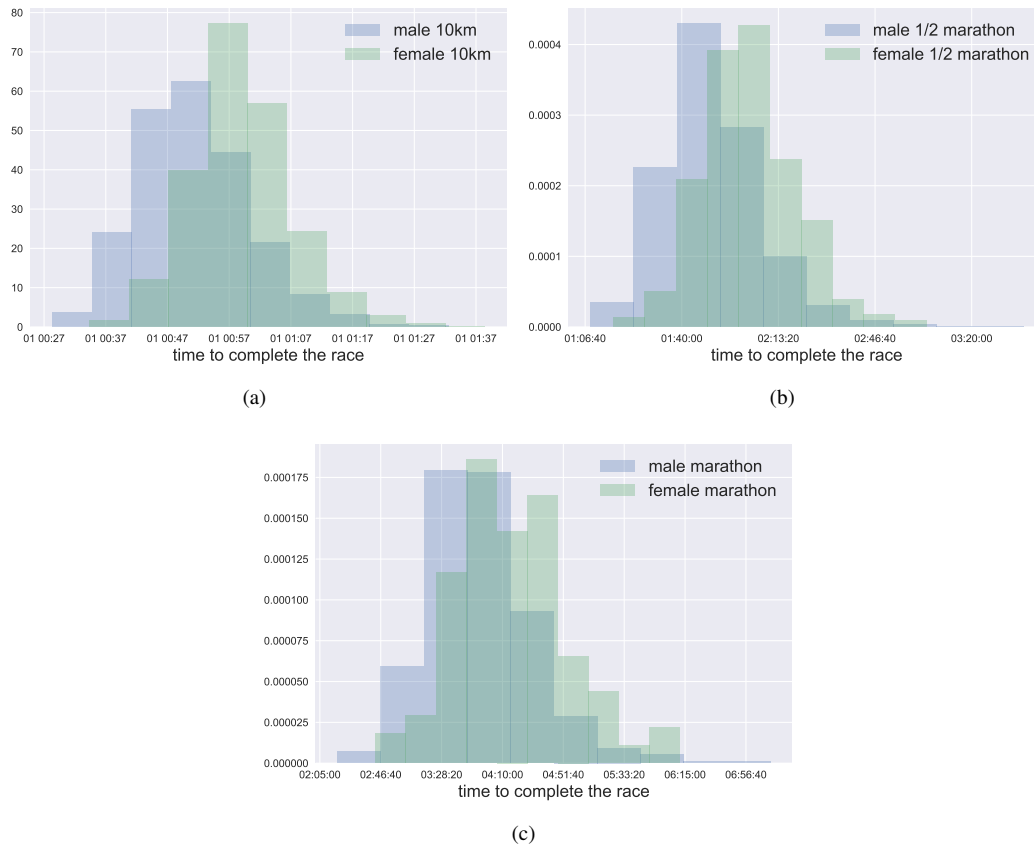 80
70
60
50
40
30
20
10
0
male 10km
female 10km
01 00:27 01 00:37 01 00:47 01 00:57 01 01:07 01 01:17 01 01:27 01 01:37
time to complete the race
(a)
0.0004
0.0003
0.0002
0.0001
0.0000
male 1/2 marathon
female 1/2 marathon
01:06:40 01:40:00 02:13:20 02:46:40 03:20:00
time to complete the race
(b)
0.000175
0.000150
0.000125
0.000100
0.000075
0.000050
0.000025
0.000000
male marathon
female marathon
02:05:00 02:46:40 03:28:20 04:10:00 04:51:40 05:33:20 06:15:00 06:56:40
time to complete the race
(c)